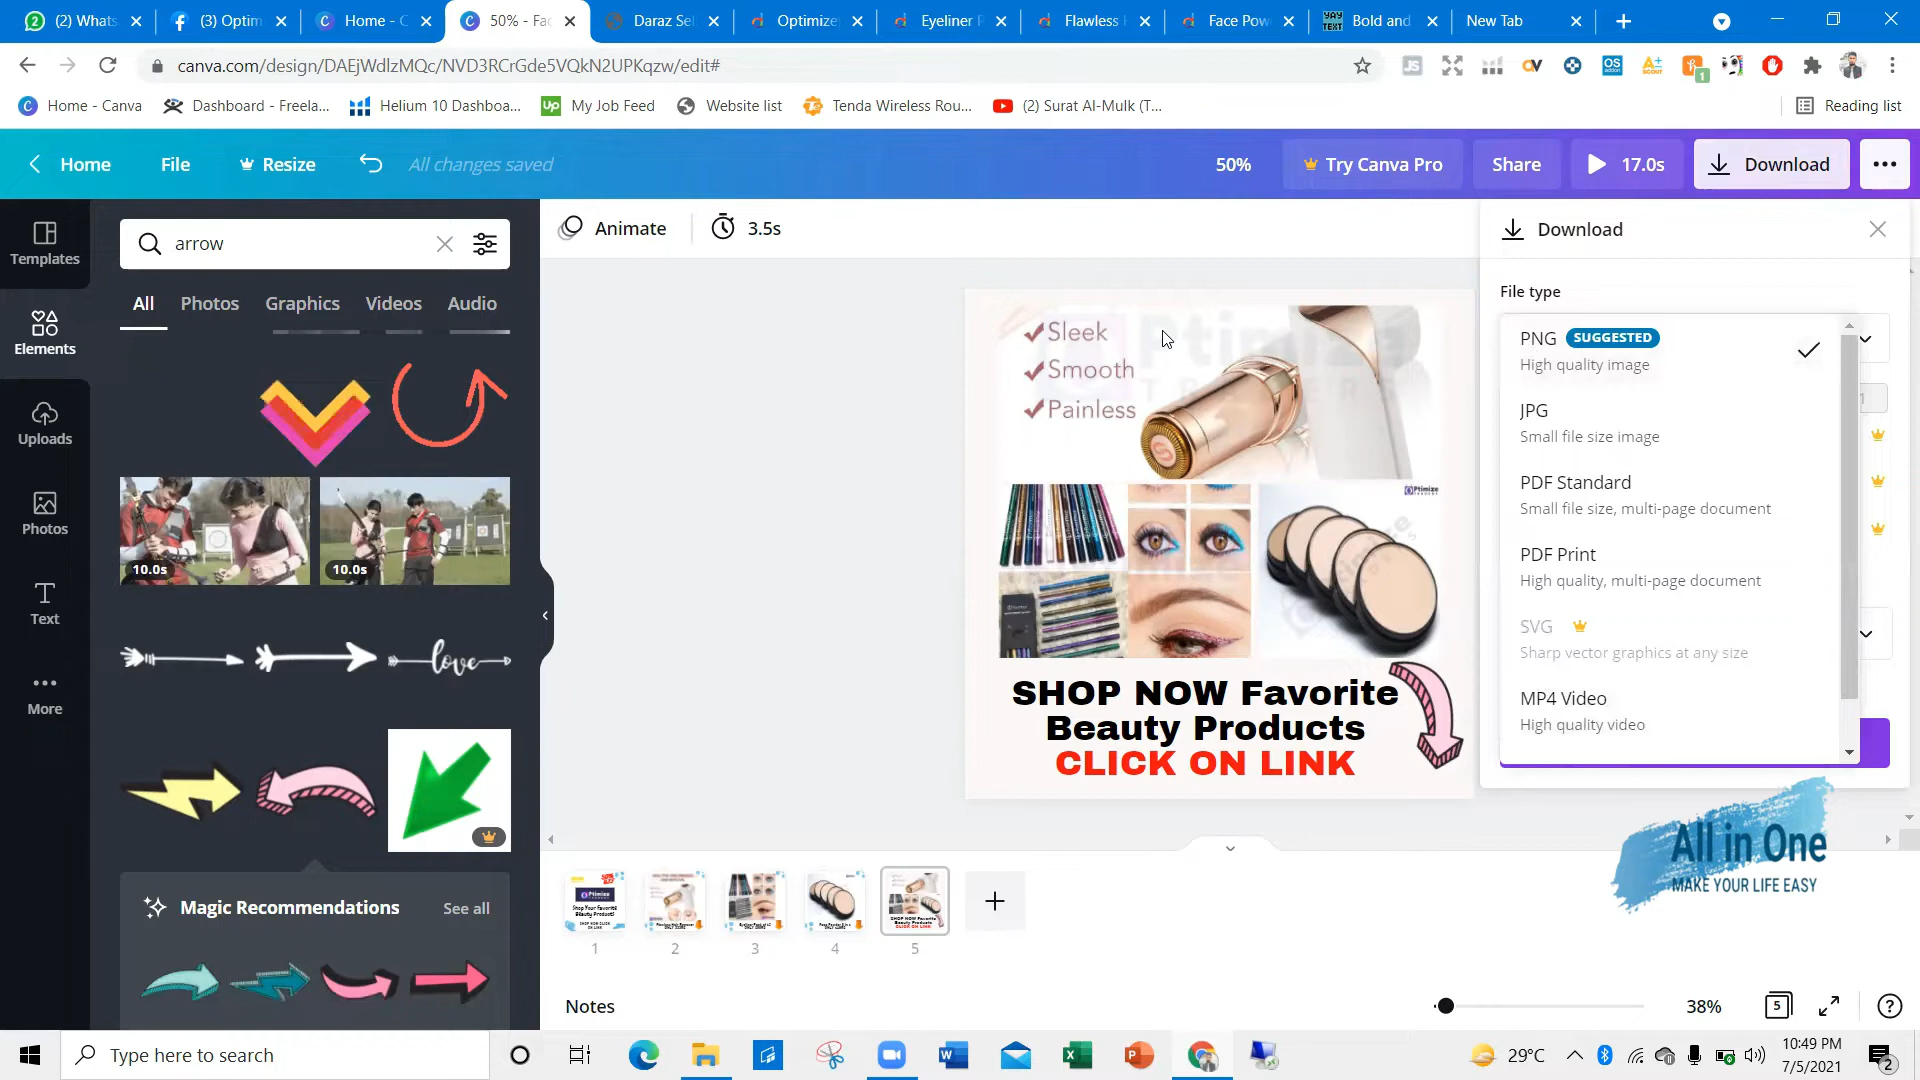 (2) Whats
(3) Optim
Home - C
50% - Fac
Daraz Sel
Optimize
Eyeliner P
Flawless
Face Pow
Bold and
New Tab
canva.com/design/DAEjWdlzMQc/NVD3RCrGde5VQkN2UPKqzw/edit#
Home - Canva
Dashboard - Freela...
Helium 10 Dashboa...
My Job Feed
Website list
Tenda Wireless Rou...
(2) Surat Al-Mulk (T...
Reading list
Home
File
Resize
All changes saved
50%
Try Canva Pro
Share
17.0s
Download
Templates
Elements
Uploads
Photos
Text
More
arrow
All
Photos
Graphics
Videos
Audio
10.0s
10.0s
love
Magic Recommendations
See all
Animate
3.5s
Sleek
Smooth
Painless
Ptimize
SHOP NOW Favorite
Beauty Products
CLICK ON LINK
Download
File type
PNG SUGGESTED
High quality image
JPG
Small file size image
PDF Standard
Small file size, multi-page document
PDF Print
High quality, multi-page document
SVG
Sharp vector graphics at any size
MP4 Video
High quality video
All in One
MAKE YOUR LIFE EASY
1
2
3
4
5
Notes
38%
5
Type here to search
29°C
10:49 PM
7/5/2021
2